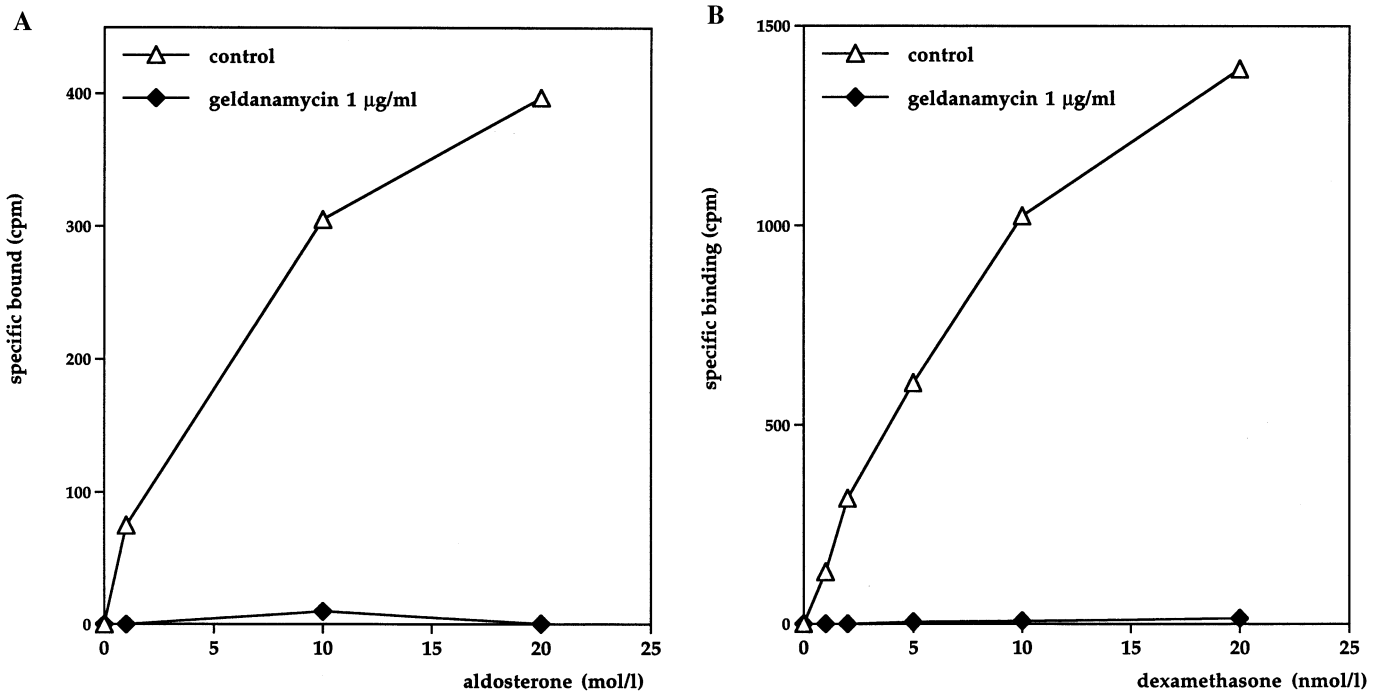 A
control
geldanamycin 1 µg/ml
400
300
200
100
0
specific bound (cpm)
0 5 10 15 20 25
aldosterone (mol/l)
B
control
geldanamycin 1 µg/ml
1500
1000
500
0
specific binding (cpm)
0 5 10 15 20 25
dexamethasone (nmol/l)